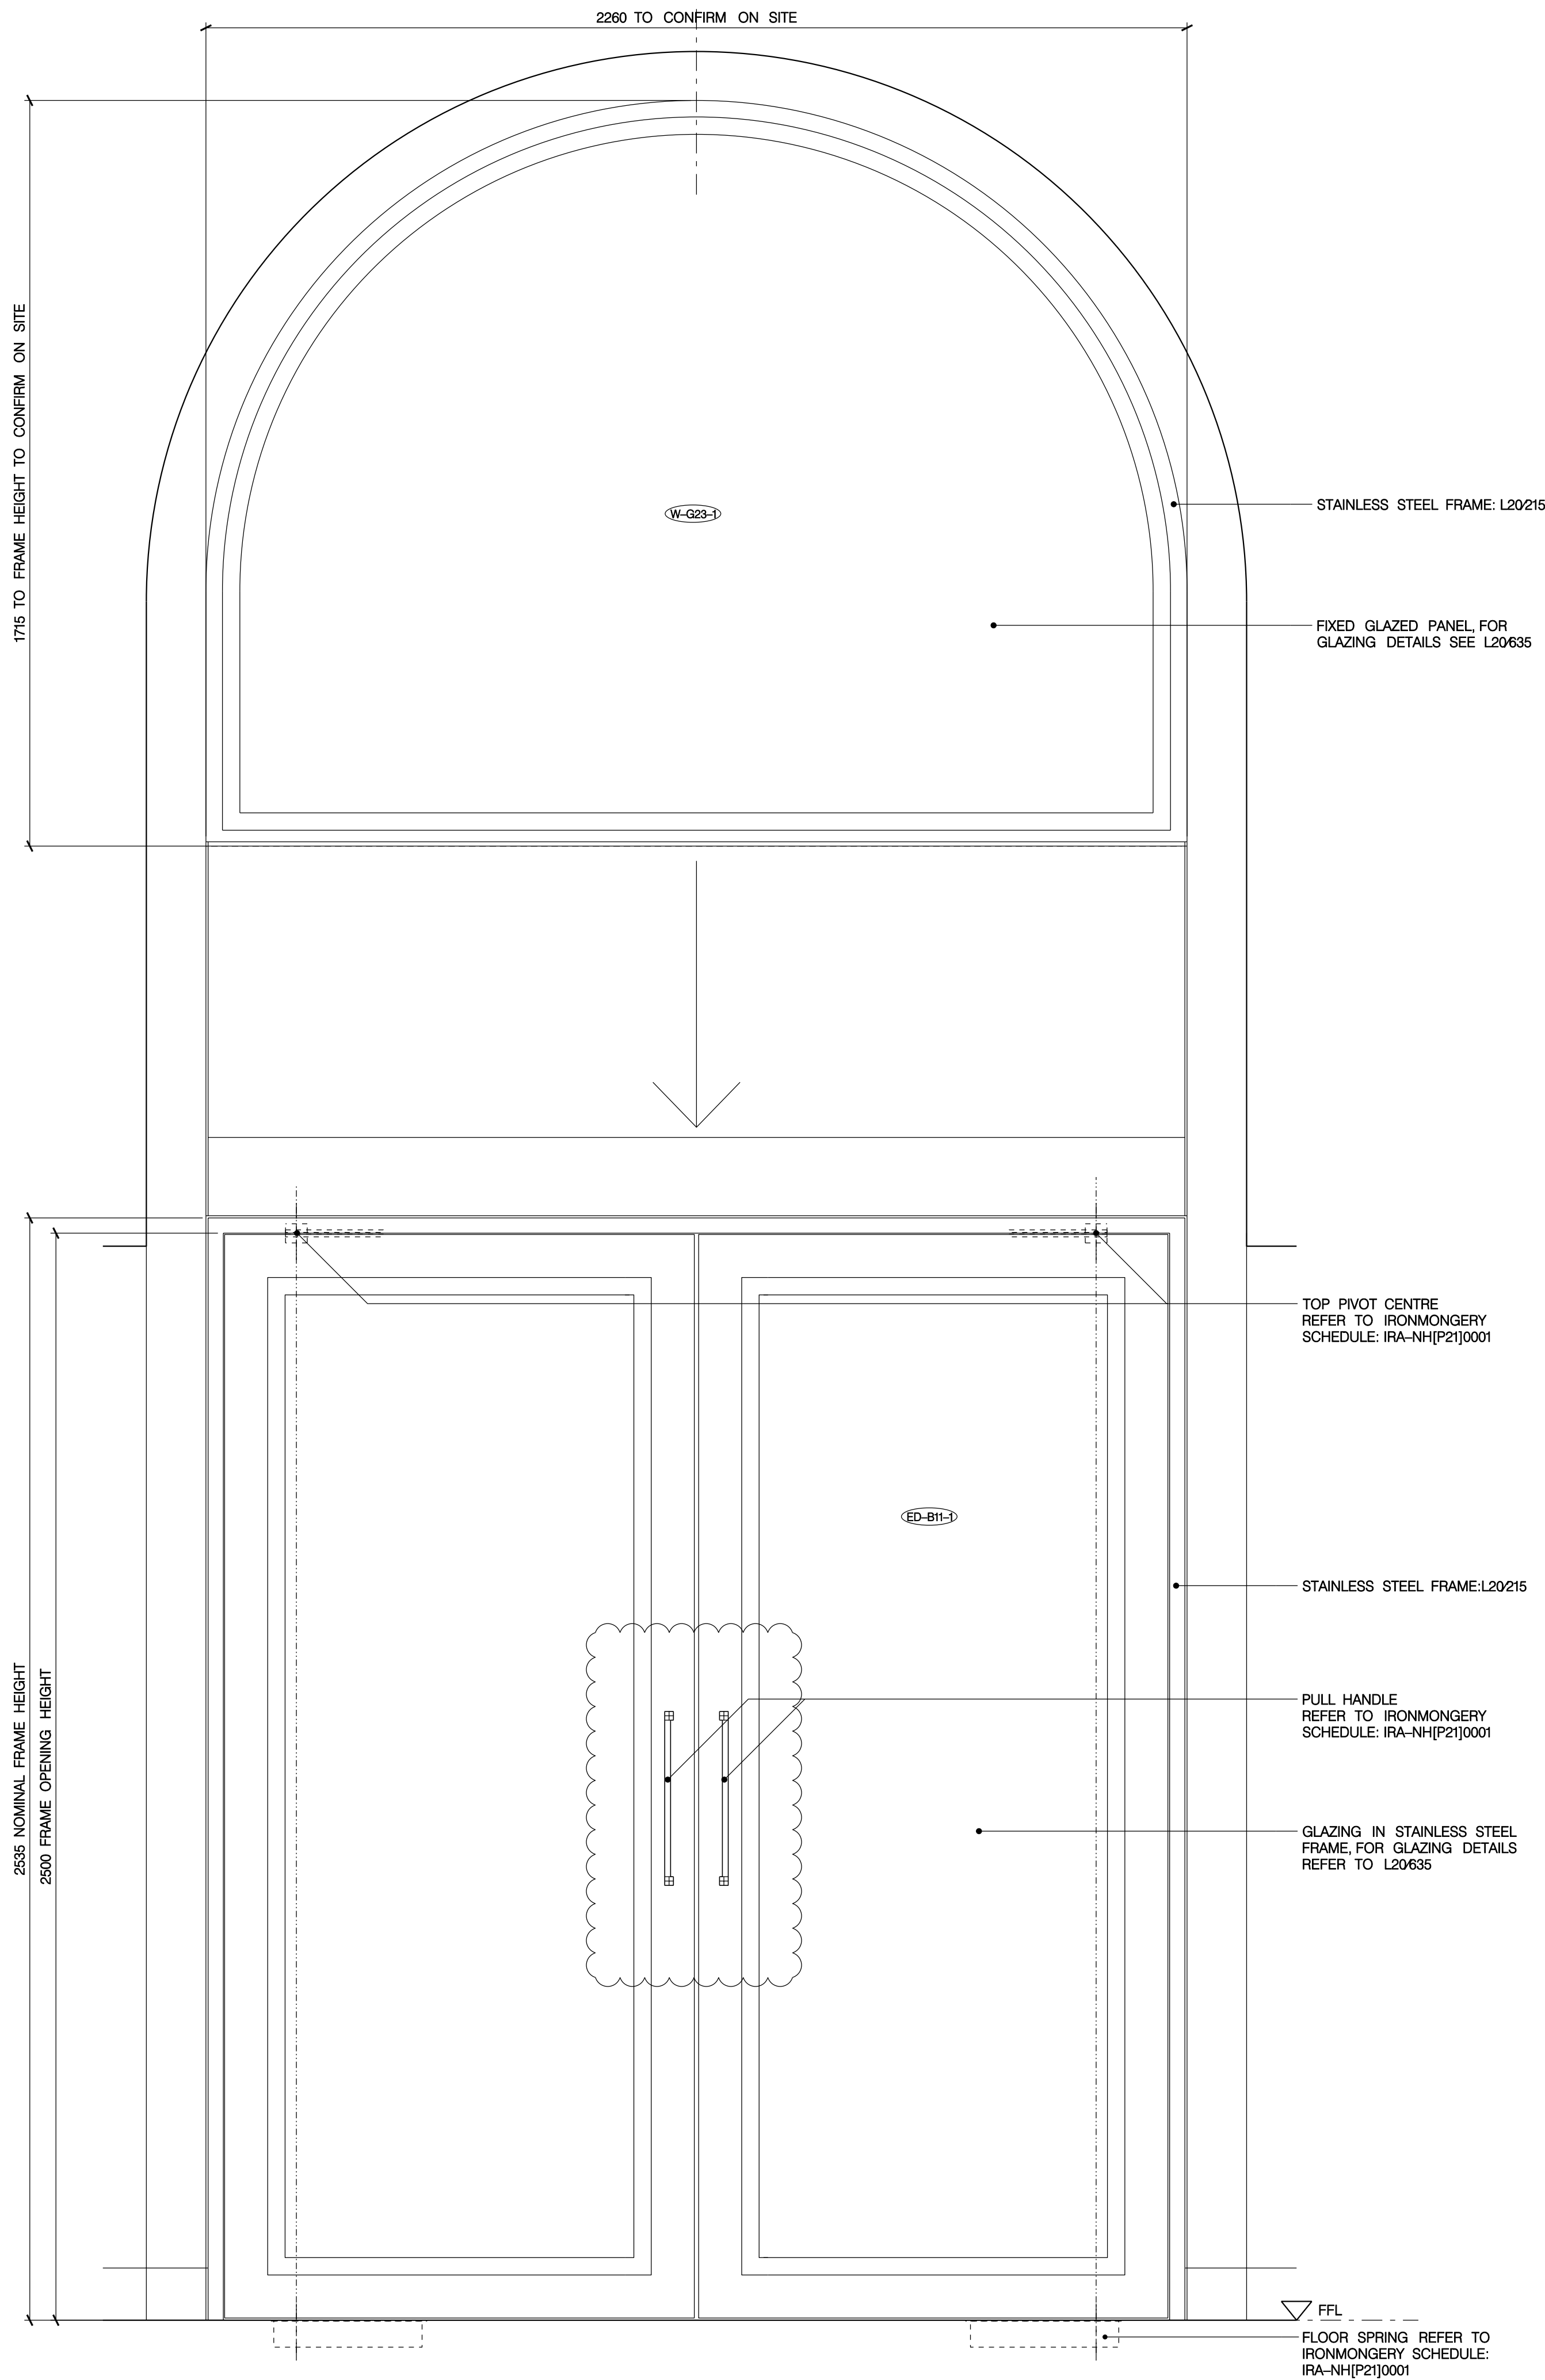 2260 TO CONFIRM ON SITE
1715 TO FRAME HEIGHT TO CONFIRM ON SITE
W-G23-1
STAINLESS STEEL FRAME: L20/215
FIXED GLAZED PANEL, FOR
GLAZING DETAILS SEE L20/635
TOP PIVOT CENTRE
REFER TO IRONMONGERY
SCHEDULE: IRA-NH[P21]0001
ED-B11-1
STAINLESS STEEL FRAME:L20/215
2535 NOMINAL FRAME HEIGHT
2500 FRAME OPENING HEIGHT
PULL HANDLE
REFER TO IRONMONGERY
SCHEDULE: IRA-NH[P21]0001
GLAZING IN STAINLESS STEEL
FRAME, FOR GLAZING DETAILS
REFER TO L20/635
FFL
FLOOR SPRING REFER TO
IRONMONGERY SCHEDULE:
IRA-NH[P21]0001